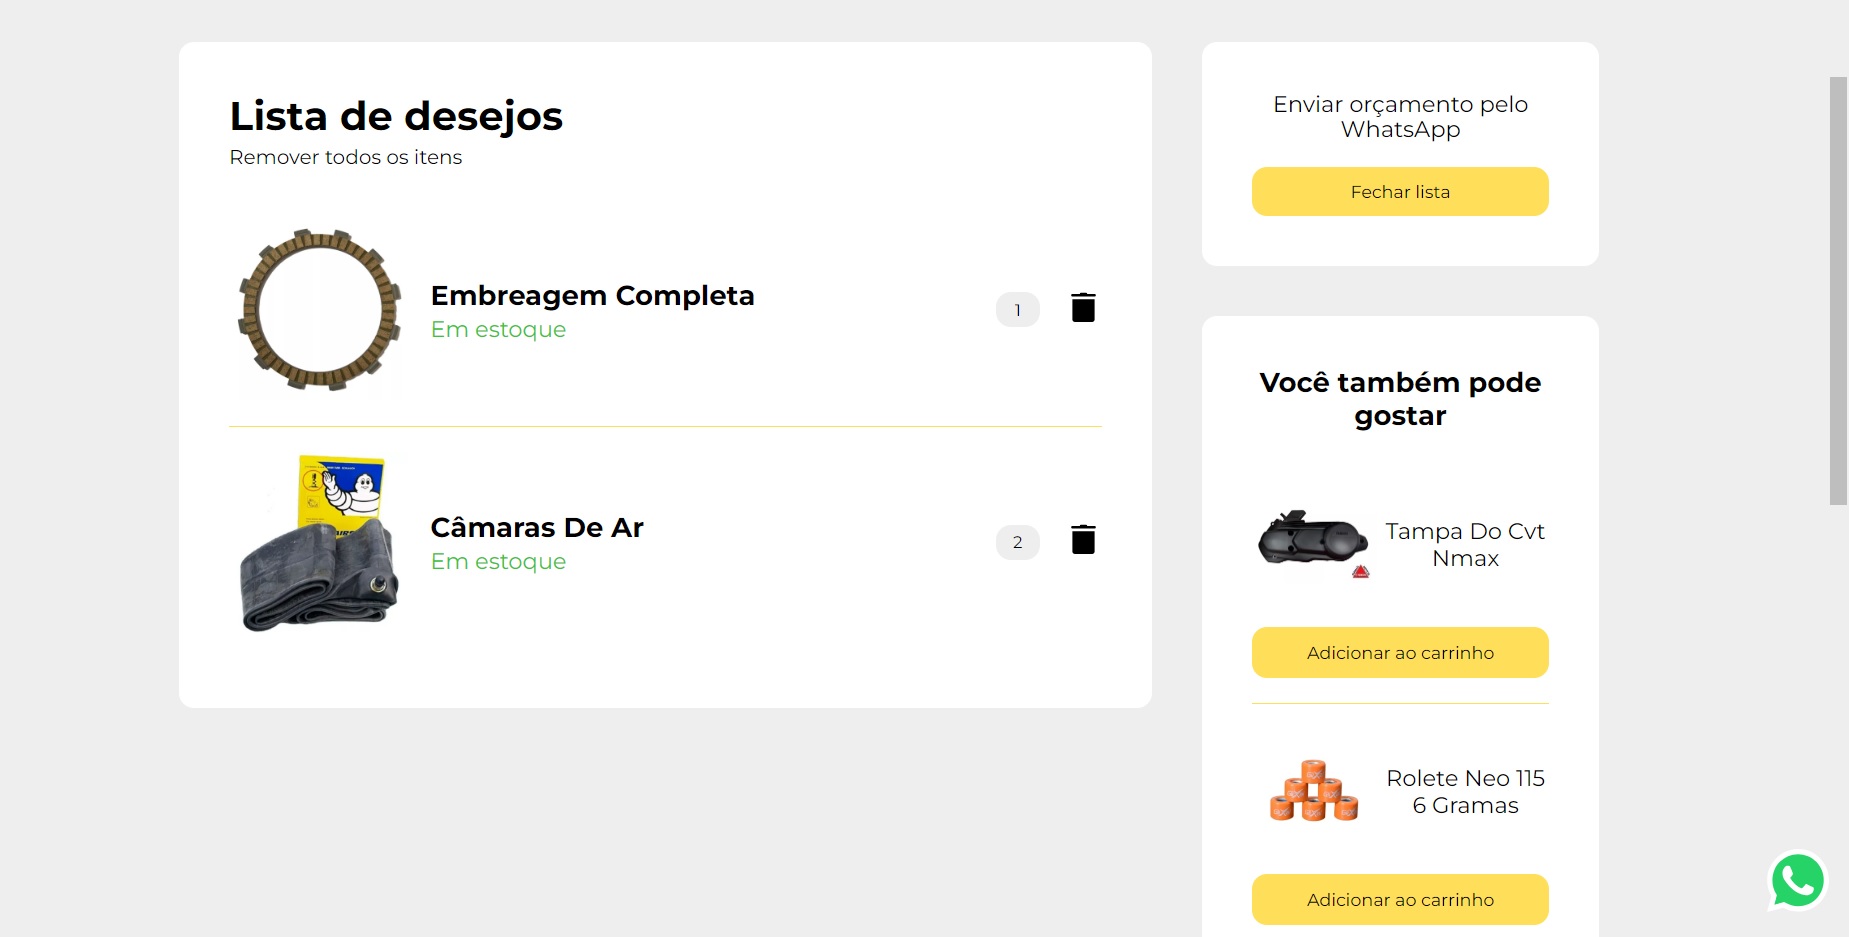 Lista de desejos
Remover todos os itens
Embreagem Completa
Em estoque
1
Câmaras De Ar
Em estoque
2
Enviar orçamento pelo
WhatsApp
Fechar lista
Você também pode
gostar
Tampa Do Cvt
Nmax
Adicionar ao carrinho
Rolete Neo 115
6 Gramas
Adicionar ao carrinho